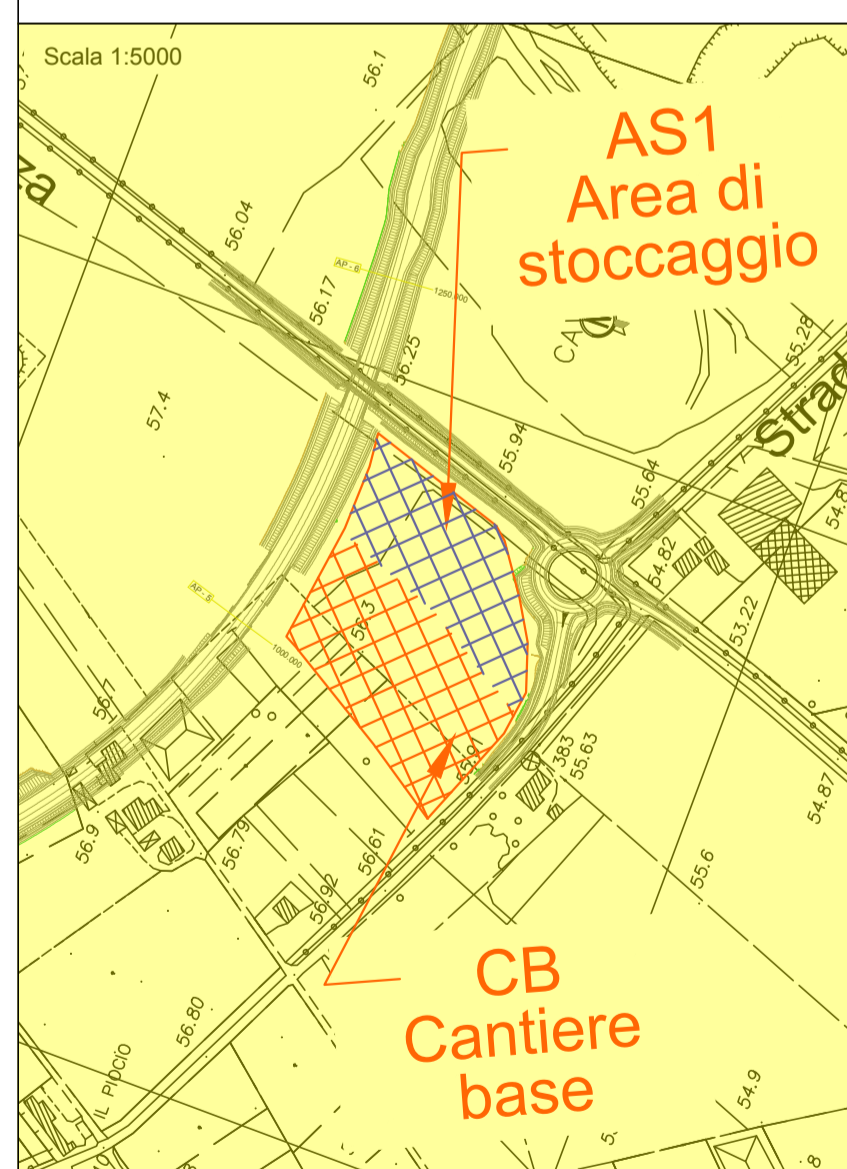 Scala 1:5000
56.1
AS1
Area di
stoccaggio
za
56.04
AP - 6
1250.000
56.17
56.25
CA
55.28
Strad
57.4
55.94
55.64
54.8
54.82
53.22
56.3
AP - 5
1000.000
56.7
55.91
383
55.63
54.87
56.9
56.79
56.61
56.92
55.6
CB
Cantiere
base
56.80
IL PIOCIO
54.9
5.